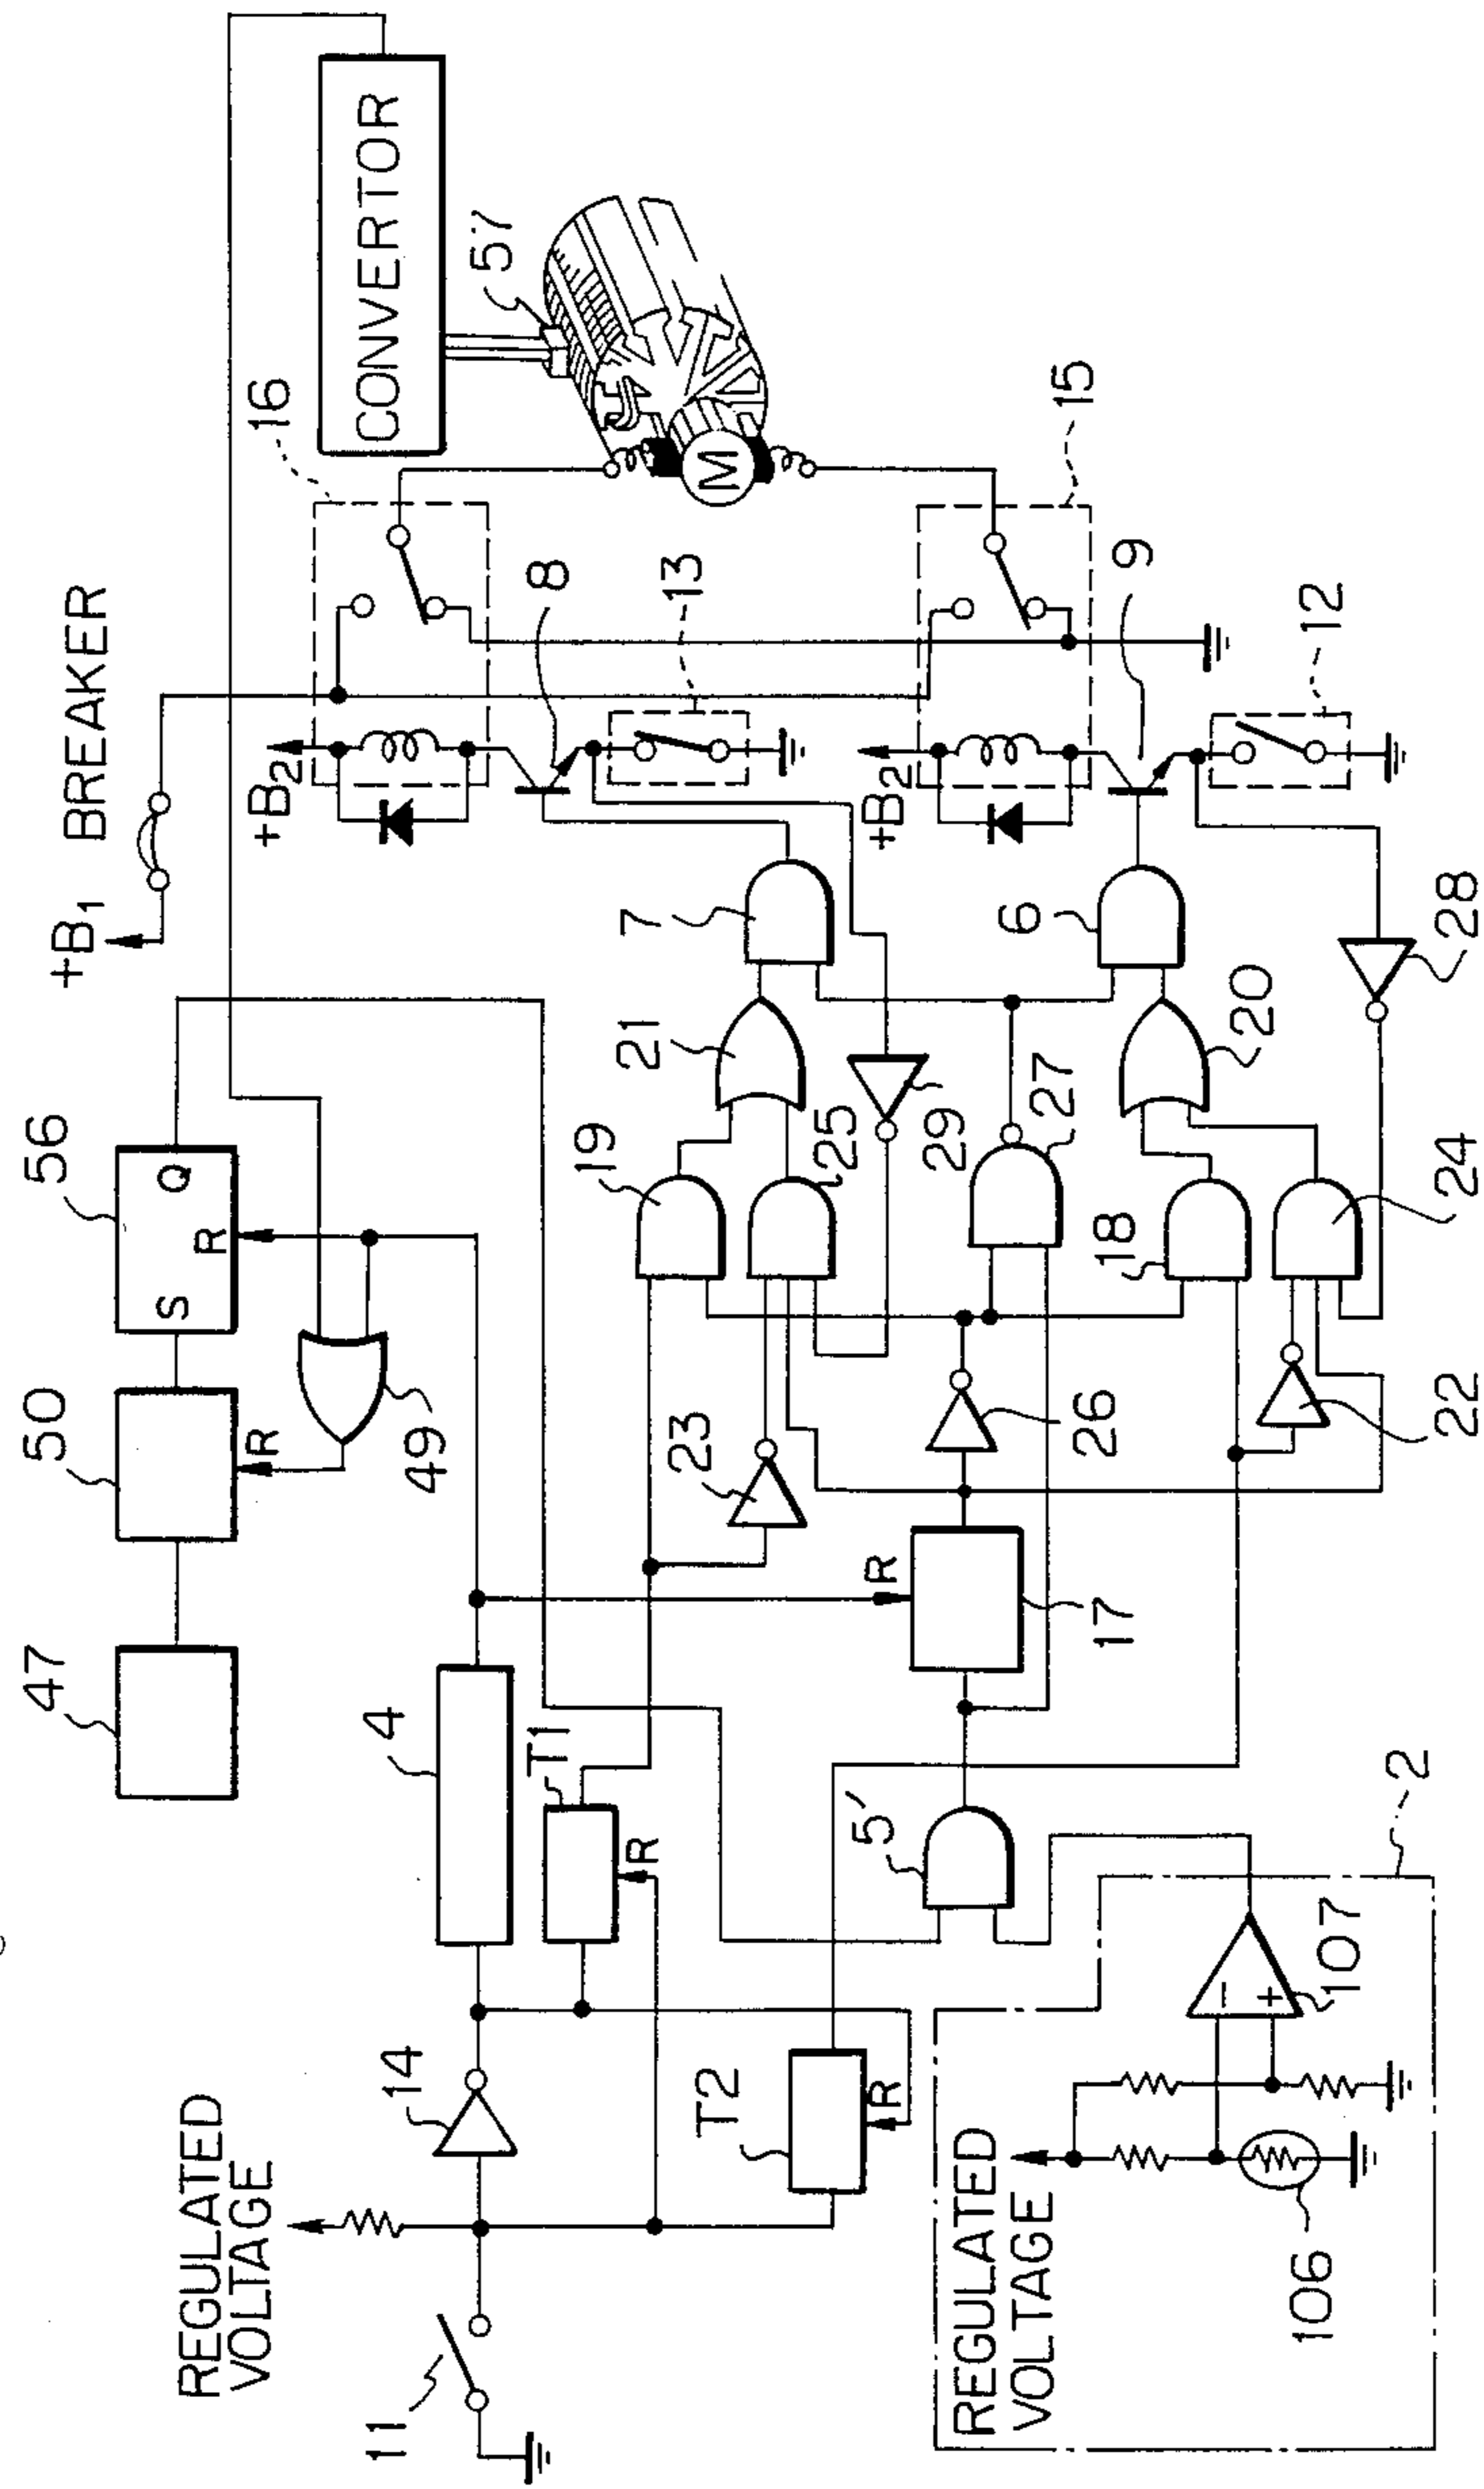 +B1 BREAKER
CONVERTOR
57
16
+B2
8
13
15
+B2
9
12
47
50
R
S
56
R
Q
49
REGULATED
VOLTAGE
11
14
4
T1
R
T2
R
5'
17
R
23
19
25
21
7
29
26
27
18
20
6
22
24
28
REGULATED
VOLTAGE
106
107
-
+
2
M